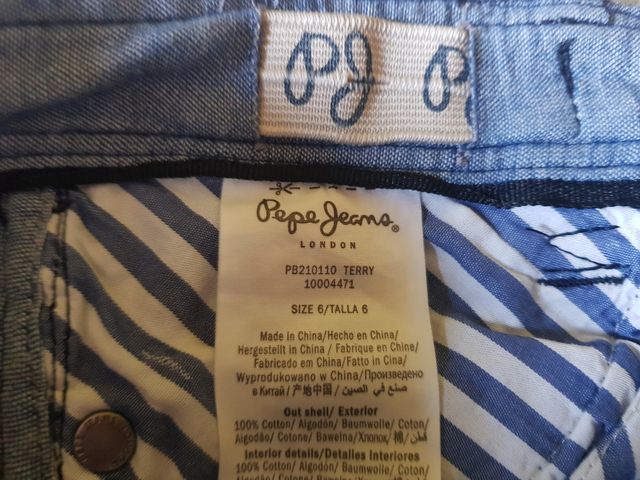 PJ P
Pepe Jeans®
LONDON
PB210110 TERRY
10004471
SIZE 6/TALLA 6
Made in China/Hecho en China/
Hergestellt in China / Fabrique en Chine/
Fabricado em China/Fatto in Cina/
Wyprodukowano w China/Произведено
в Китай/ 产地中国/ صنع في الصين/
Out shell/ Exterior
100% Cotton/ Algodón/ Baumwolle/ Coton/
Algodão/ Cotone/ Bawełna/Хлопок/ 棉/ قطن/
Interior details/Detalles Interiores
100% Cotton/ Algodón/ Baumwolle/ Coton/